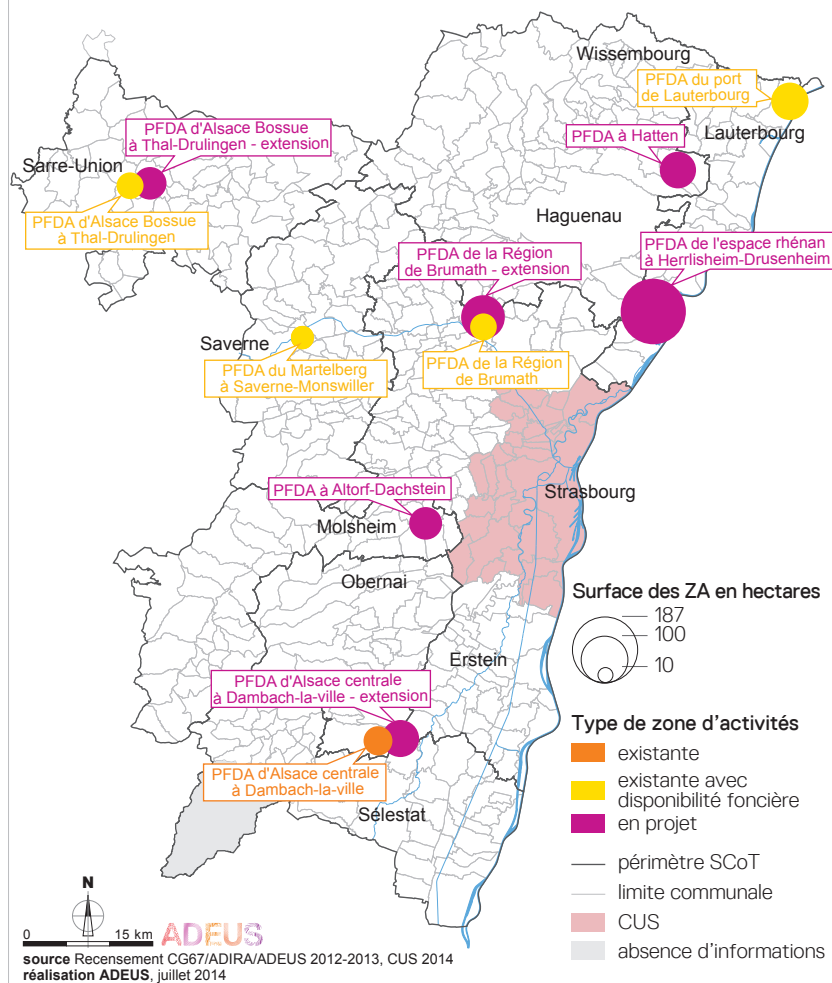 Wissembourg
PFDA du port
de Lauterbourg
Lauterbourg
PFDA d'Alsace Bossue
à Thal-Drulingen - extension
PFDA à Hatten
Sarre-Union
PFDA d'Alsace Bossue
à Thal-Drulingen
Haguenau
PFDA de la Région
de Brumath - extension
PFDA de l'espace rhénan
à Herrlisheim-Drusenheim
Saverne
PFDA du Martelberg
à Saverne-Monswiller
PFDA de la Région
de Brumath
PFDA à Altorf-Dachstein
Strasbourg
Molsheim
Obernai
Surface des ZA en hectares
187
100
10
Erstein
PFDA d'Alsace centrale
à Dambach-la-ville - extension
PFDA d'Alsace centrale
à Dambach-la-ville
Sélestat
Type de zone d'activités
existante
existante avec
disponibilité foncière
en projet
périmètre SCoT
limite communale
CUS
absence d'informations
N
0 15 km
ADEUS
source Recensement CG67/ADIRA/ADEUS 2012-2013, CUS 2014
réalisation ADEUS, juillet 2014